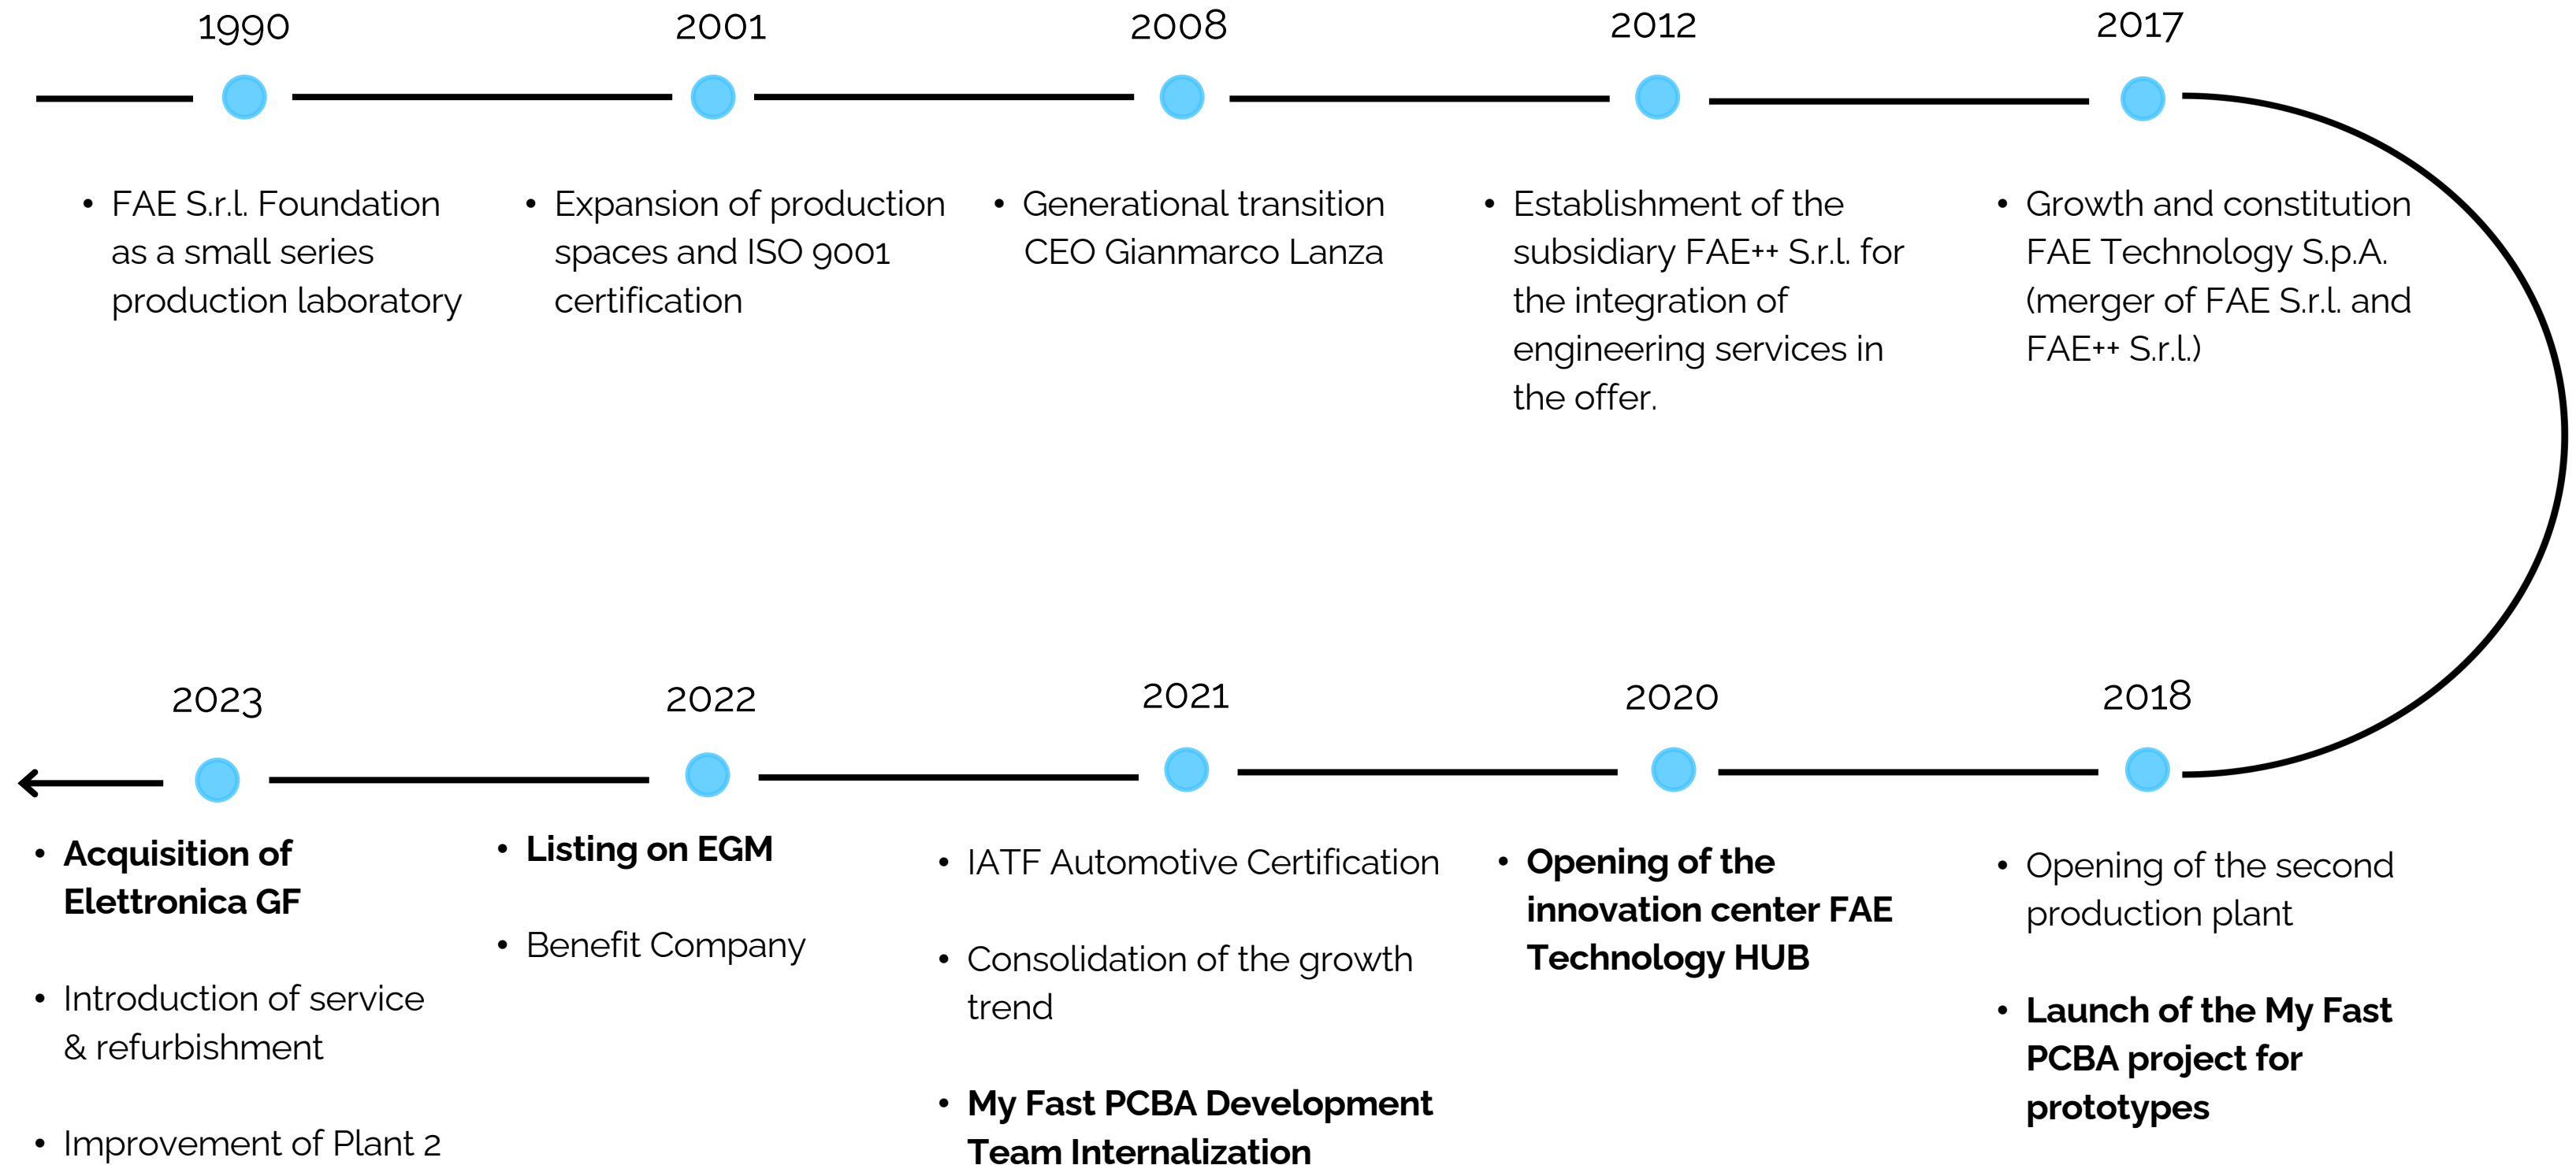 1990
• FAE S.r.l. Foundation
as a small series
production laboratory
2001
• Expansion of production
spaces and ISO 9001
certification
2008
• Generational transition
CEO Gianmarco Lanza
2012
• Establishment of the
subsidiary FAE++ S.r.l. for
the integration of
engineering services in
the offer.
2017
• Growth and constitution
FAE Technology S.p.A.
(merger of FAE S.r.l. and
FAE++ S.r.l.)
2018
• Opening of the second
production plant
• Launch of the My Fast
PCBA project for
prototypes
2020
• Opening of the
innovation center FAE
Technology HUB
2021
• IATF Automotive Certification
• Consolidation of the growth
trend
• My Fast PCBA Development
Team Internalization
2022
• Listing on EGM
• Benefit Company
2023
• Acquisition of
Elettronica GF
• Introduction of service
& refurbishment
• Improvement of Plant 2